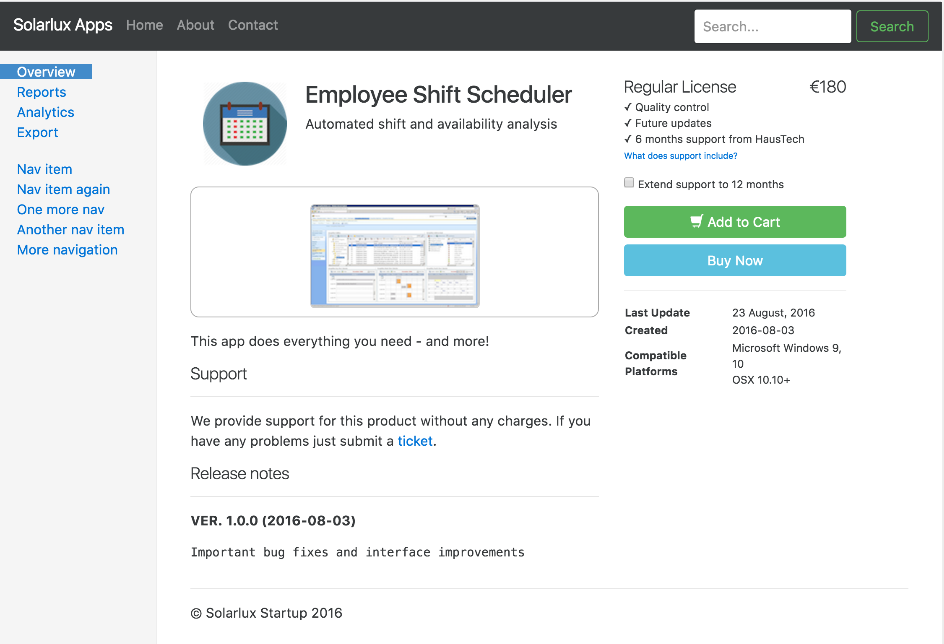 Solarlux Apps Home About Contact Search... Search
Overview
Reports
Analytics
Export
Nav item
Nav item again
One more nav
Another nav item
More navigation
Employee Shift Scheduler
Automated shift and availability analysis
This app does everything you need - and more!
Support
We provide support for this product without any charges. If you
have any problems just submit a ticket.
Release notes
VER. 1.0.0 (2016-08-03)
Important bug fixes and interface improvements
Regular License €180
✓ Quality control
✓ Future updates
✓ 6 months support from HausTech
What does support include?
Extend support to 12 months
Add to Cart
Buy Now
Last Update 23 August, 2016
Created 2016-08-03
Compatible Platforms Microsoft Windows 9,
10
OSX 10.10+
© Solarlux Startup 2016